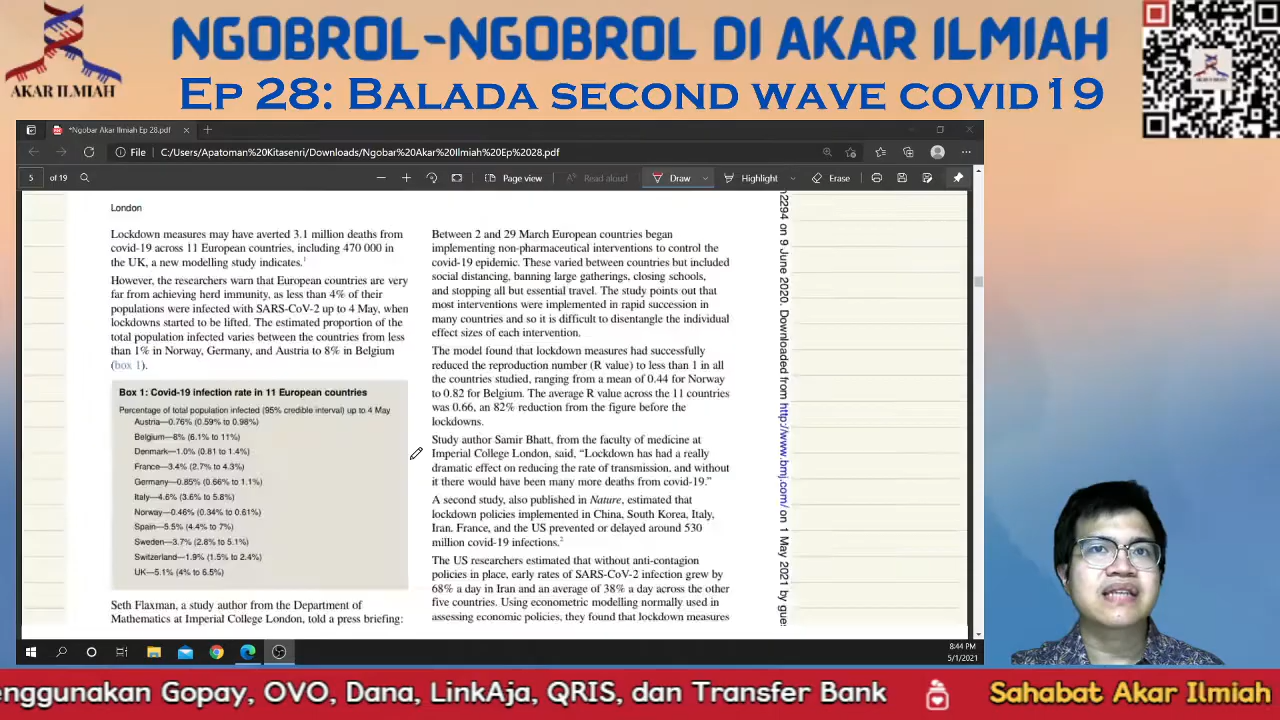 NGOBROL-NGOBROL DI AKAR ILMIAH
AKAR ILMIAH
EP 28: BALADA SECOND WAVE COVID19
*Ngobar Akar Ilmiah Ep 28.pdf
File
C:/Users/Apatoman%20Kitasenri/Downloads/Ngobar%20Akar%20Ilmiah%20Ep%2028.pdf
5 of 19
Page view
Read aloud
Draw
Highlight
Erase
London
Lockdown measures may have averted 3.1 million deaths from
covid-19 across 11 European countries, including 470 000 in
the UK, a new modelling study indicates.1
However, the researchers warn that European countries are very
far from achieving herd immunity, as less than 4% of their
populations were infected with SARS-CoV-2 up to 4 May, when
lockdowns started to be lifted. The estimated proportion of the
total population infected varies between the countries from less
than 1% in Norway, Germany, and Austria to 8% in Belgium
(box 1).
Box 1: Covid-19 infection rate in 11 European countries
Percentage of total population infected (95% credible interval) up to 4 May
Austria—0.76% (0.59% to 0.98%)
Belgium—8% (6.1% to 11%)
Denmark—1.0% (0.81 to 1.4%)
France—3.4% (2.7% to 4.3%)
Germany—0.85% (0.66% to 1.1%)
Italy—4.6% (3.6% to 5.8%)
Norway—0.46% (0.34% to 0.61%)
Spain—5.5% (4.4% to 7%)
Sweden—3.7% (2.8% to 5.1%)
Switzerland—1.9% (1.5% to 2.4%)
UK—5.1% (4% to 6.5%)
Seth Flaxman, a study author from the Department of
Mathematics at Imperial College London, told a press briefing:
Between 2 and 29 March European countries began
implementing non-pharmaceutical interventions to control the
covid-19 epidemic. These varied between countries but included
social distancing, banning large gatherings, closing schools,
and stopping all but essential travel. The study points out that
most interventions were implemented in rapid succession in
many countries and so it is difficult to disentangle the individual
effect sizes of each intervention.
The model found that lockdown measures had successfully
reduced the reproduction number (R value) to less than 1 in all
the countries studied, ranging from a mean of 0.44 for Norway
to 0.82 for Belgium. The average R value across the 11 countries
was 0.66, an 82% reduction from the figure before the
lockdowns.
Study author Samir Bhatt, from the faculty of medicine at
Imperial College London, said, “Lockdown has had a really
dramatic effect on reducing the rate of transmission, and without
it there would have been many more deaths from covid-19.”
A second study, also published in Nature, estimated that
lockdown policies implemented in China, South Korea, Italy,
Iran, France, and the US prevented or delayed around 530
million covid-19 infections.2
The US researchers estimated that without anti-contagion
policies in place, early rates of SARS-CoV-2 infection grew by
68% a day in Iran and an average of 38% a day across the other
five countries. Using econometric modelling normally used in
assessing economic policies, they found that lockdown measures
n2294 on 9 June 2020. Downloaded from http://www.bmj.com/ on 1 May 2021 by gues
8:44 PM
5/1/2021
enggunakan Gopay, OVO, Dana, LinkAja, QRIS, dan Transfer Bank
Sahabat Akar Ilmiah